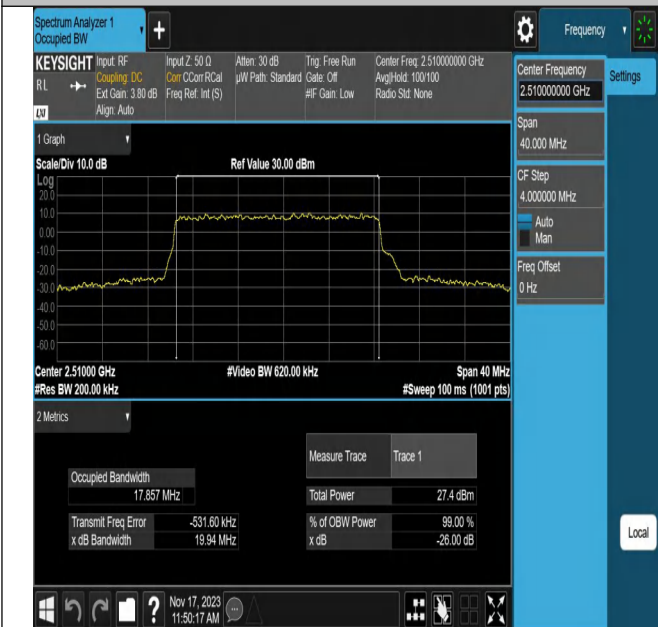 Spectrum Analyzer 1
Occupied BW
+
Frequency
KEYSIGHT
RL
LXI
Input: RF
Coupling: DC
Ext Gain: 3.80 dB
Align: Auto
Input Z: 50 Ω
Corr CCorr RCal
Freq Ref: Int (S)
Atten: 30 dB
µW Path: Standard
Trig: Free Run
Gate: Off
#IF Gain: Low
Center Freq: 2.510000000 GHz
Avg|Hold: 100/100
Radio Std: None
Center Frequency
2.510000000 GHz
Settings
Span
40.000 MHz
CF Step
4.000000 MHz
Auto
Man
Freq Offset
0 Hz
Local
1 Graph
Scale/Div 10.0 dB
Ref Value 30.00 dBm
Log
20.0
10.0
0.00
-10.0
-20.0
-30.0
-40.0
-50.0
-60.0
Center 2.51000 GHz
#Video BW 620.00 kHz
Span 40 MHz
#Res BW 200.00 kHz
#Sweep 100 ms (1001 pts)
2 Metrics
Measure Trace Trace 1
Occupied Bandwidth
17.857 MHz
Total Power 27.4 dBm
Transmit Freq Error -531.60 kHz
% of OBW Power 99.00 %
x dB Bandwidth 19.94 MHz
x dB -26.00 dB
?
Nov 17, 2023
11:50:17 AM